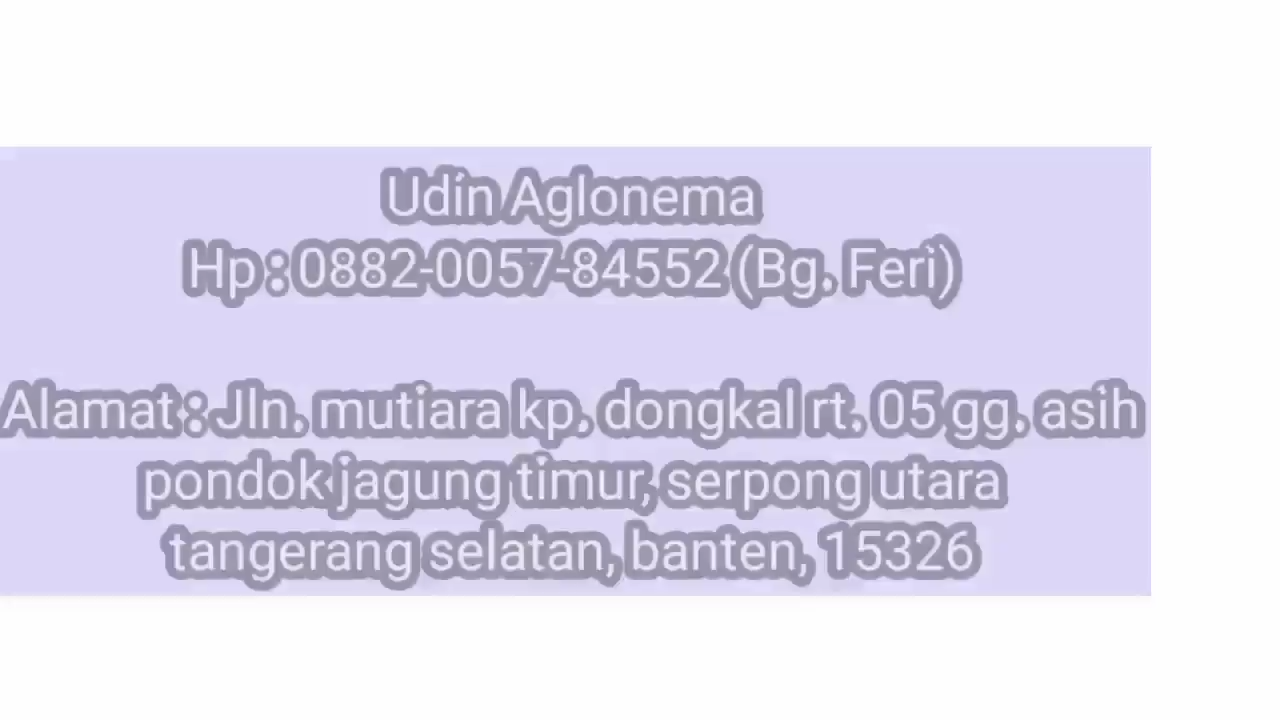 Udin Aglonema
Hp : 0882-0057-84552 (Bg. Feri)
Alamat : Jln. mutiara kp. dongkal rt. 05 gg. asih
pondok jagung timur, serpong utara
tangerang selatan, banten, 15326